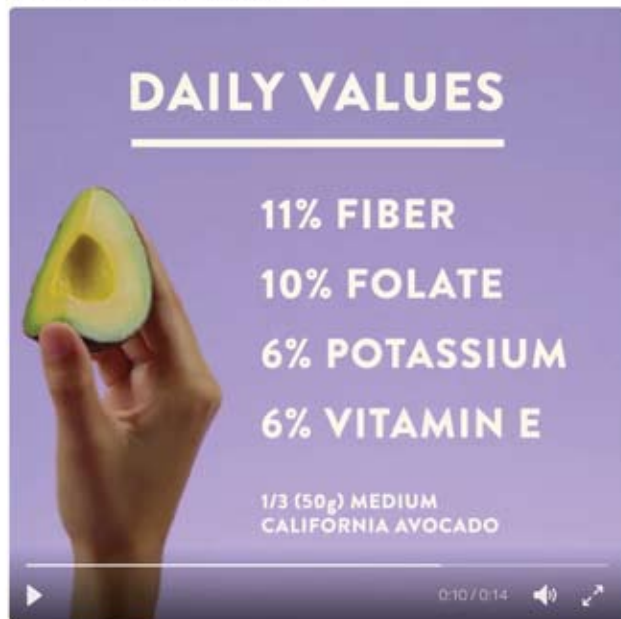 DAILY VALUES
11% FIBER
10% FOLATE
6% POTASSIUM
6% VITAMIN E
1/3 (50g) MEDIUM
CALIFORNIA AVOCADO
0:10 / 0:14